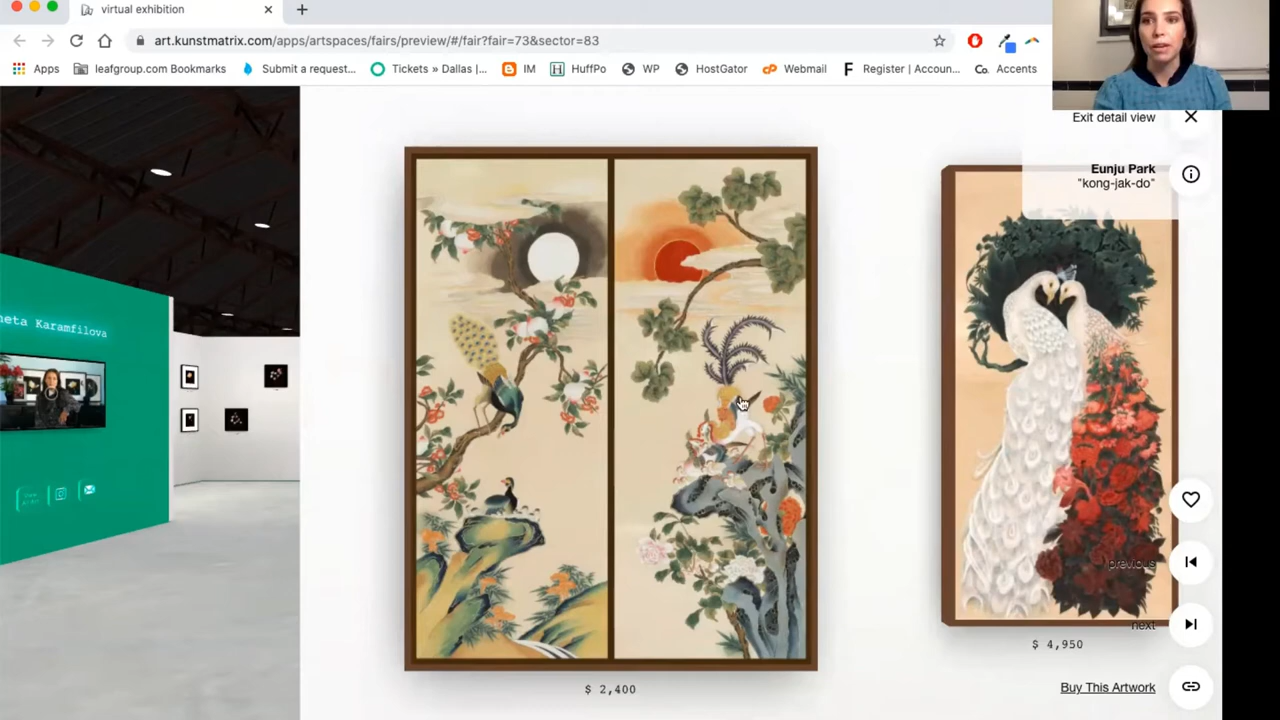 virtual exhibition
art.kunstmatrix.com/apps/artspaces/fairs/preview/#/fair?fair=73&sector=83
Apps
leafgroup.com Bookmarks
Submit a request...
Tickets » Dallas |...
IM
HuffPo
WP
HostGator
Webmail
Register | Accoun...
Co. Accents
Exit detail view
Eunju Park
"kong-jak-do"
neta Karamfilova
previous
next
$ 4,950
$ 2,400
Buy This Artwork